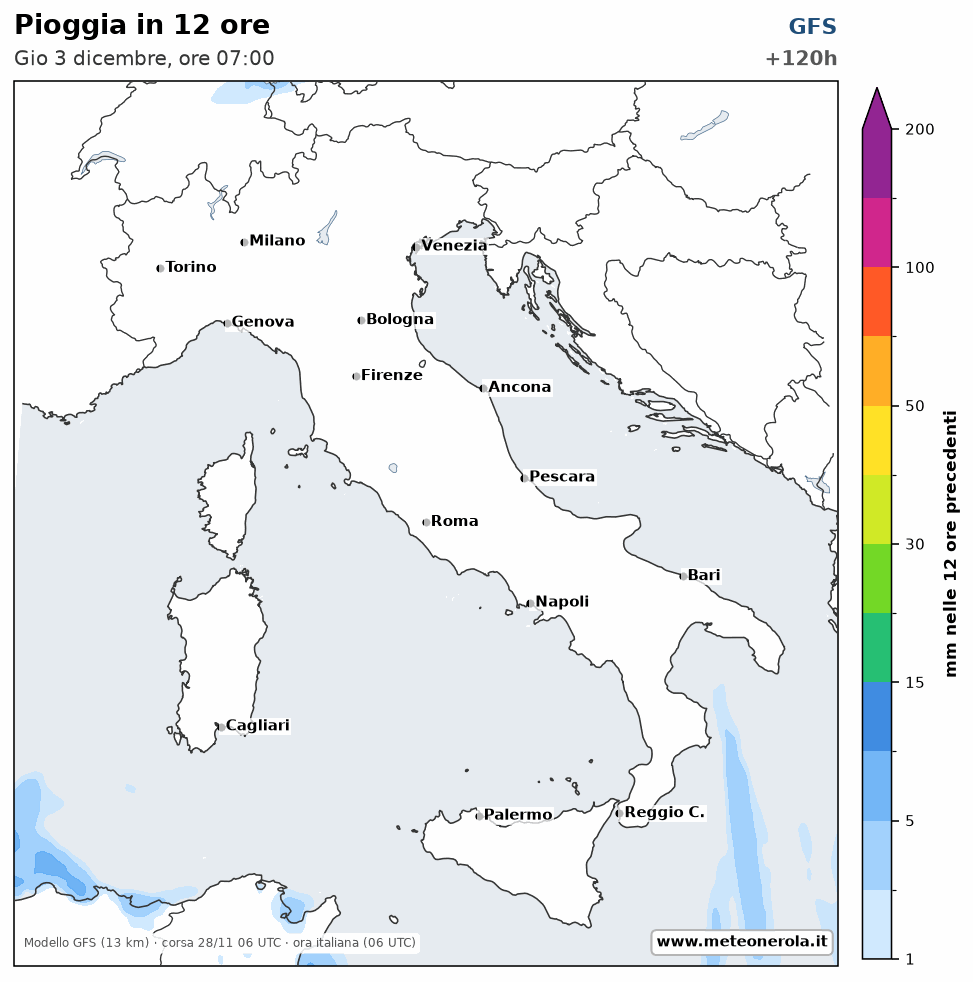 Pioggia in 12 ore
GFS
Gio 3 dicembre, ore 07:00
+120h
Milano
Venezia
Torino
Genova
Bologna
Firenze
Ancona
Pescara
Roma
Bari
Napoli
Cagliari
Palermo
Reggio C.
200
100
50
30
15
5
1
mm nelle 12 ore precedenti
Modello GFS (13 km) · corsa 28/11 06 UTC · ora italiana (06 UTC)
www.meteonerola.it